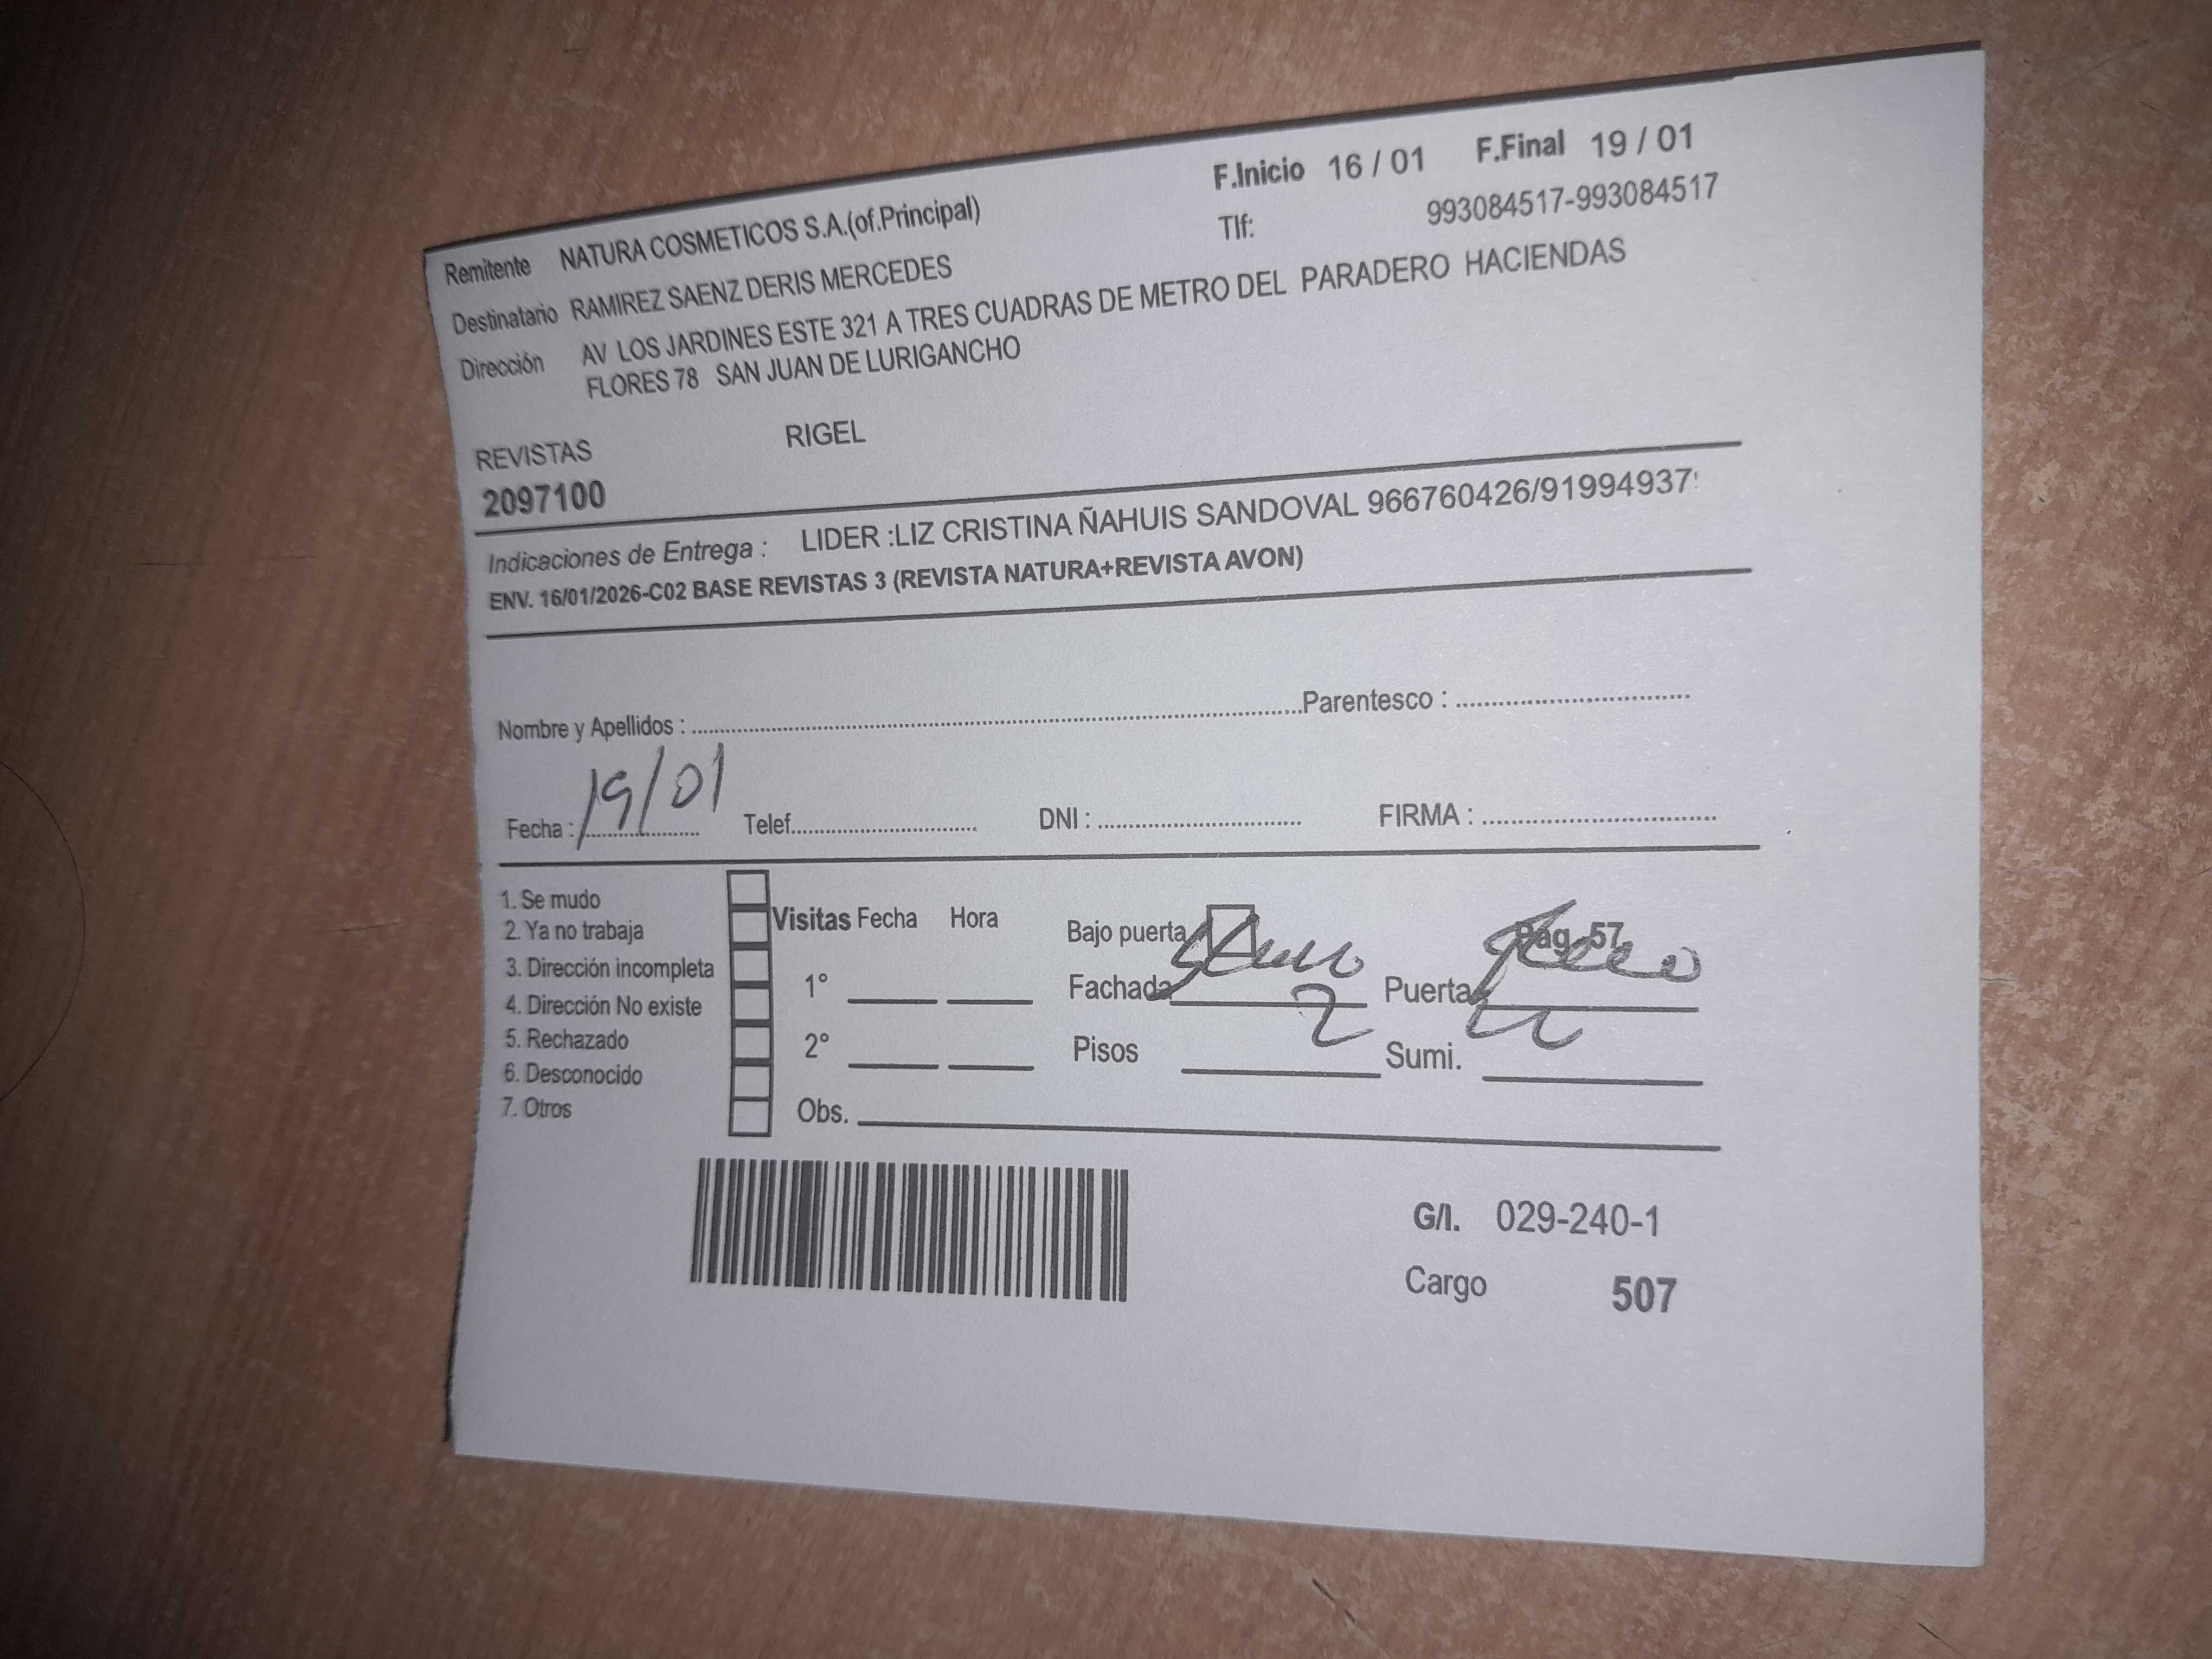 F.Inicio 16 / 01 F.Final 19 / 01
Remitente NATURA COSMETICOS S.A.(of.Principal)
Tlf: 993084517-993084517
Destinatario RAMIREZ SAENZ DERIS MERCEDES
Dirección AV LOS JARDINES ESTE 321 A TRES CUADRAS DE METRO DEL PARADERO HACIENDAS
FLORES 78 SAN JUAN DE LURIGANCHO
REVISTAS RIGEL
2097100
Indicaciones de Entrega : LIDER :LIZ CRISTINA ÑAHUIS SANDOVAL 966760426/91994937
ENV. 16/01/2026-C02 BASE REVISTAS 3 (REVISTA NATURA+REVISTA AVON)
Nombre y Apellidos : Parentesco :
Fecha : 19/01 Telef. DNI : FIRMA :
1. Se mudo
2. Ya no trabaja
3. Dirección incompleta
4. Dirección No existe
5. Rechazado
6. Desconocido
7. Otros
Visitas Fecha Hora
1°
2°
Obs.
Bajo puerta Pag 57
Fachada Puerta
Pisos 2 Sumi.
G/I. 029-240-1
Cargo 507